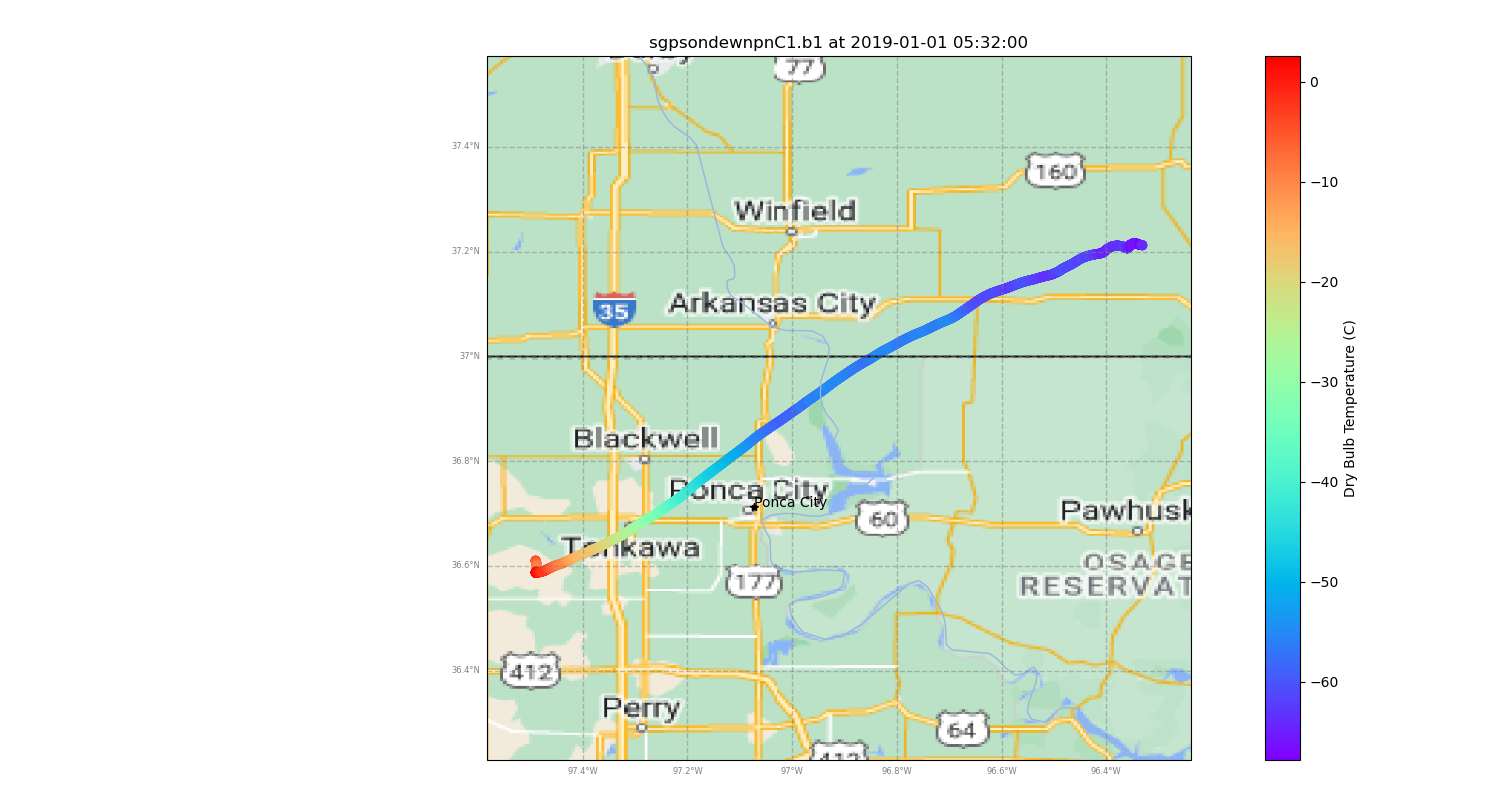 sgpsondewnpnC1.b1 at 2019-01-01 05:32:00
77
37.4°N
160
Winfield
37.2°N
Arkansas City
35
37°N
Blackwell
36.8°N
Ponca City
Ponca City
60
Pawhusk
Tonkawa
36.6°N
177
OSAGE
RESERVAT
412
36.4°N
Perry
64
412
97.4°W
97.2°W
97°W
96.8°W
96.6°W
96.4°W
0
−10
−20
−30
−40
−50
−60
Dry Bulb Temperature (C)